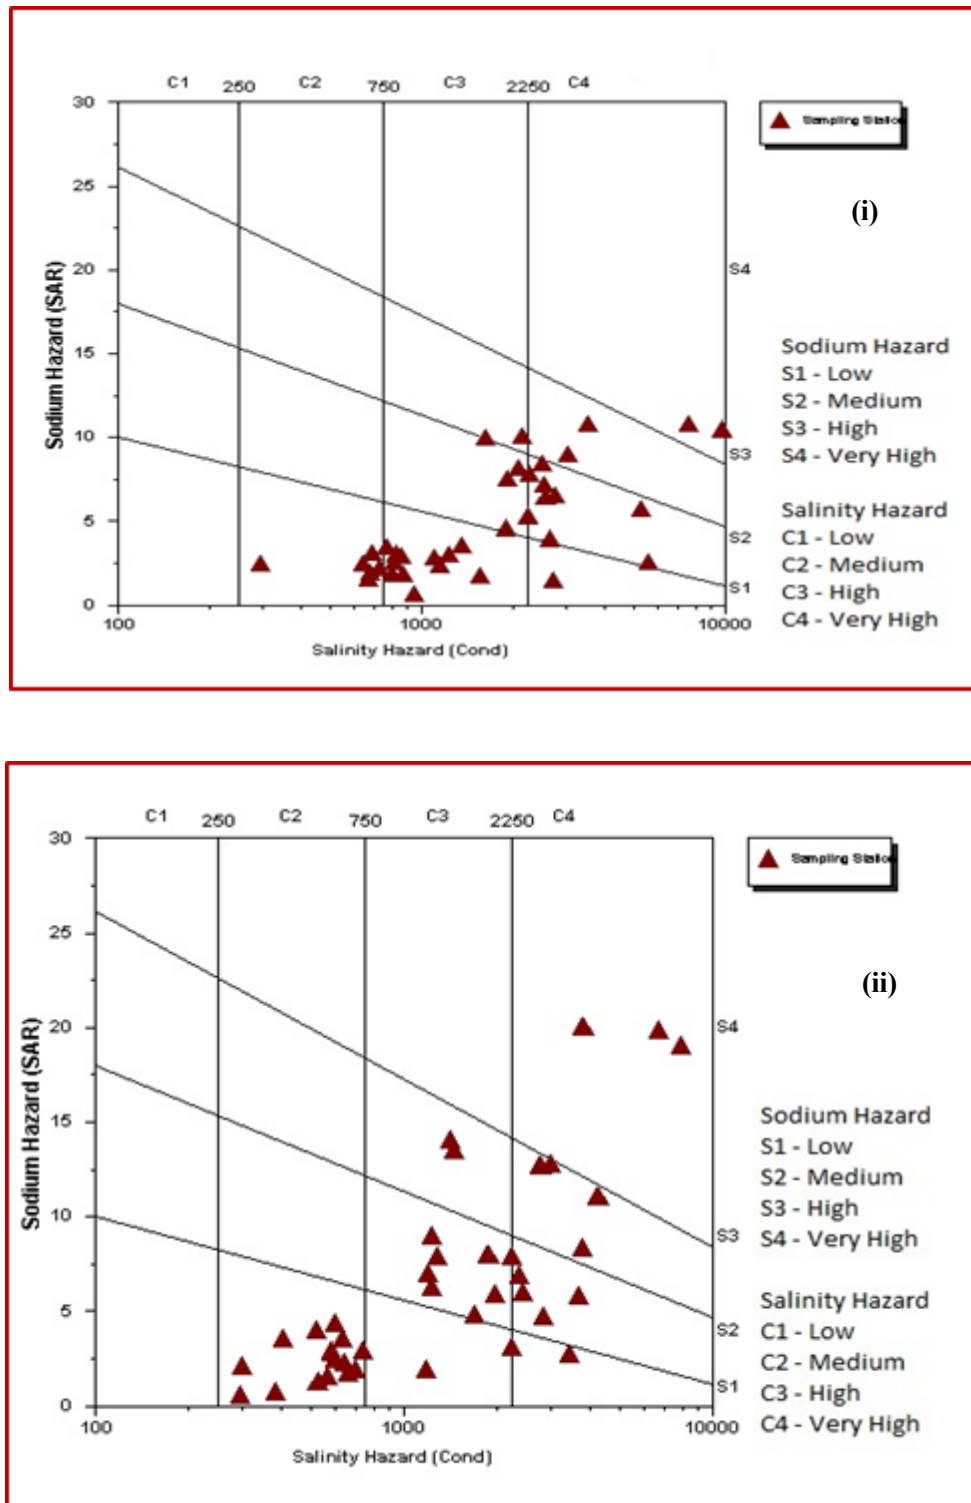 C1 250 C2 750 C3 2250 C4
30
25
20
15
10
5
0
Sodium Hazard (SAR)
100 1000 10000
Salinity Hazard (Cond)
S4
S3
S2
S1
Sampling Station
(i)
Sodium Hazard
S1 - Low
S2 - Medium
S3 - High
S4 - Very High
Salinity Hazard
C1 - Low
C2 - Medium
C3 - High
C4 - Very High
C1 250 C2 750 C3 2250 C4
30
25
20
15
10
5
0
Sodium Hazard (SAR)
100 1000 10000
Salinity Hazard (Cond)
S4
S3
S2
S1
Sampling Station
(ii)
Sodium Hazard
S1 - Low
S2 - Medium
S3 - High
S4 - Very High
Salinity Hazard
C1 - Low
C2 - Medium
C3 - High
C4 - Very High